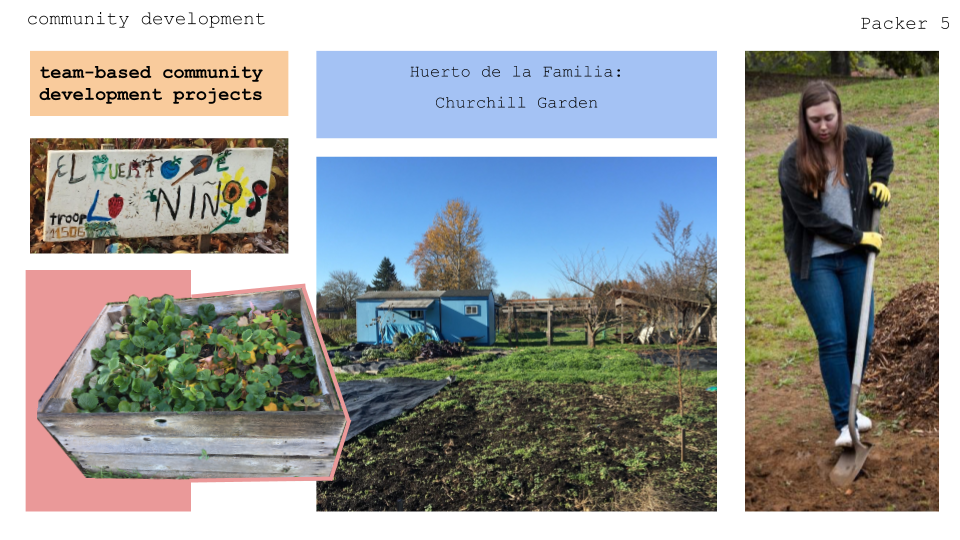 community development
Packer 5
team-based community
development projects
Huerto de la Familia:
Churchill Garden
EL HUERTO DE
LOS NIÑOS
troop
11506